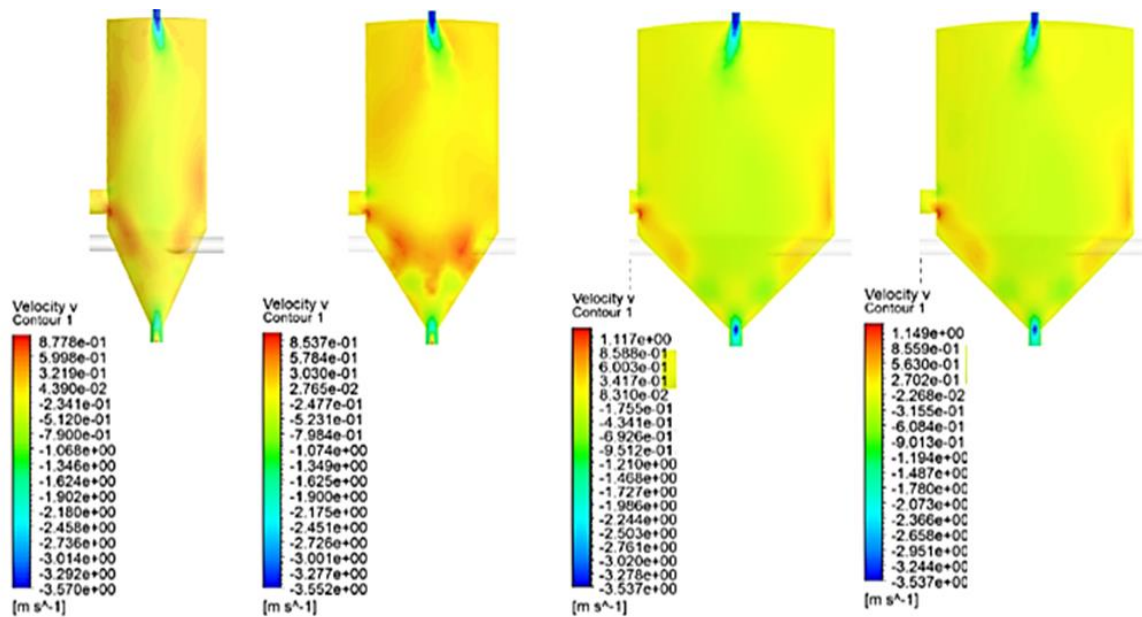 Velocity v
Contour 1
8.778e-01
5.998e-01
3.219e-01
4.390e-02
-2.341e-01
-5.120e-01
-7.900e-01
-1.068e+00
-1.346e+00
-1.624e+00
-1.902e+00
-2.180e+00
-2.458e+00
-2.736e+00
-3.014e+00
-3.292e+00
-3.570e+00
[m s^-1]
Velocity v
Contour 1
8.537e-01
5.784e-01
3.030e-01
2.765e-02
-2.477e-01
-5.231e-01
-7.984e-01
-1.074e+00
-1.349e+00
-1.625e+00
-1.900e+00
-2.175e+00
-2.451e+00
-2.726e+00
-3.001e+00
-3.277e+00
-3.552e+00
[m s^-1]
Velocity v
Contour 1
1.117e+00
8.588e-01
6.003e-01
3.417e-01
8.310e-02
-1.755e-01
-4.341e-01
-6.926e-01
-9.512e-01
-1.210e+00
-1.468e+00
-1.727e+00
-1.986e+00
-2.244e+00
-2.503e+00
-2.761e+00
-3.020e+00
-3.278e+00
-3.537e+00
[m s^-1]
Velocity v
Contour 1
1.149e+00
8.559e-01
5.630e-01
2.702e-01
-2.268e-02
-3.155e-01
-6.084e-01
-9.013e-01
-1.194e+00
-1.487e+00
-1.780e+00
-2.073e+00
-2.366e+00
-2.658e+00
-2.951e+00
-3.244e+00
-3.537e+00
[m s^-1]